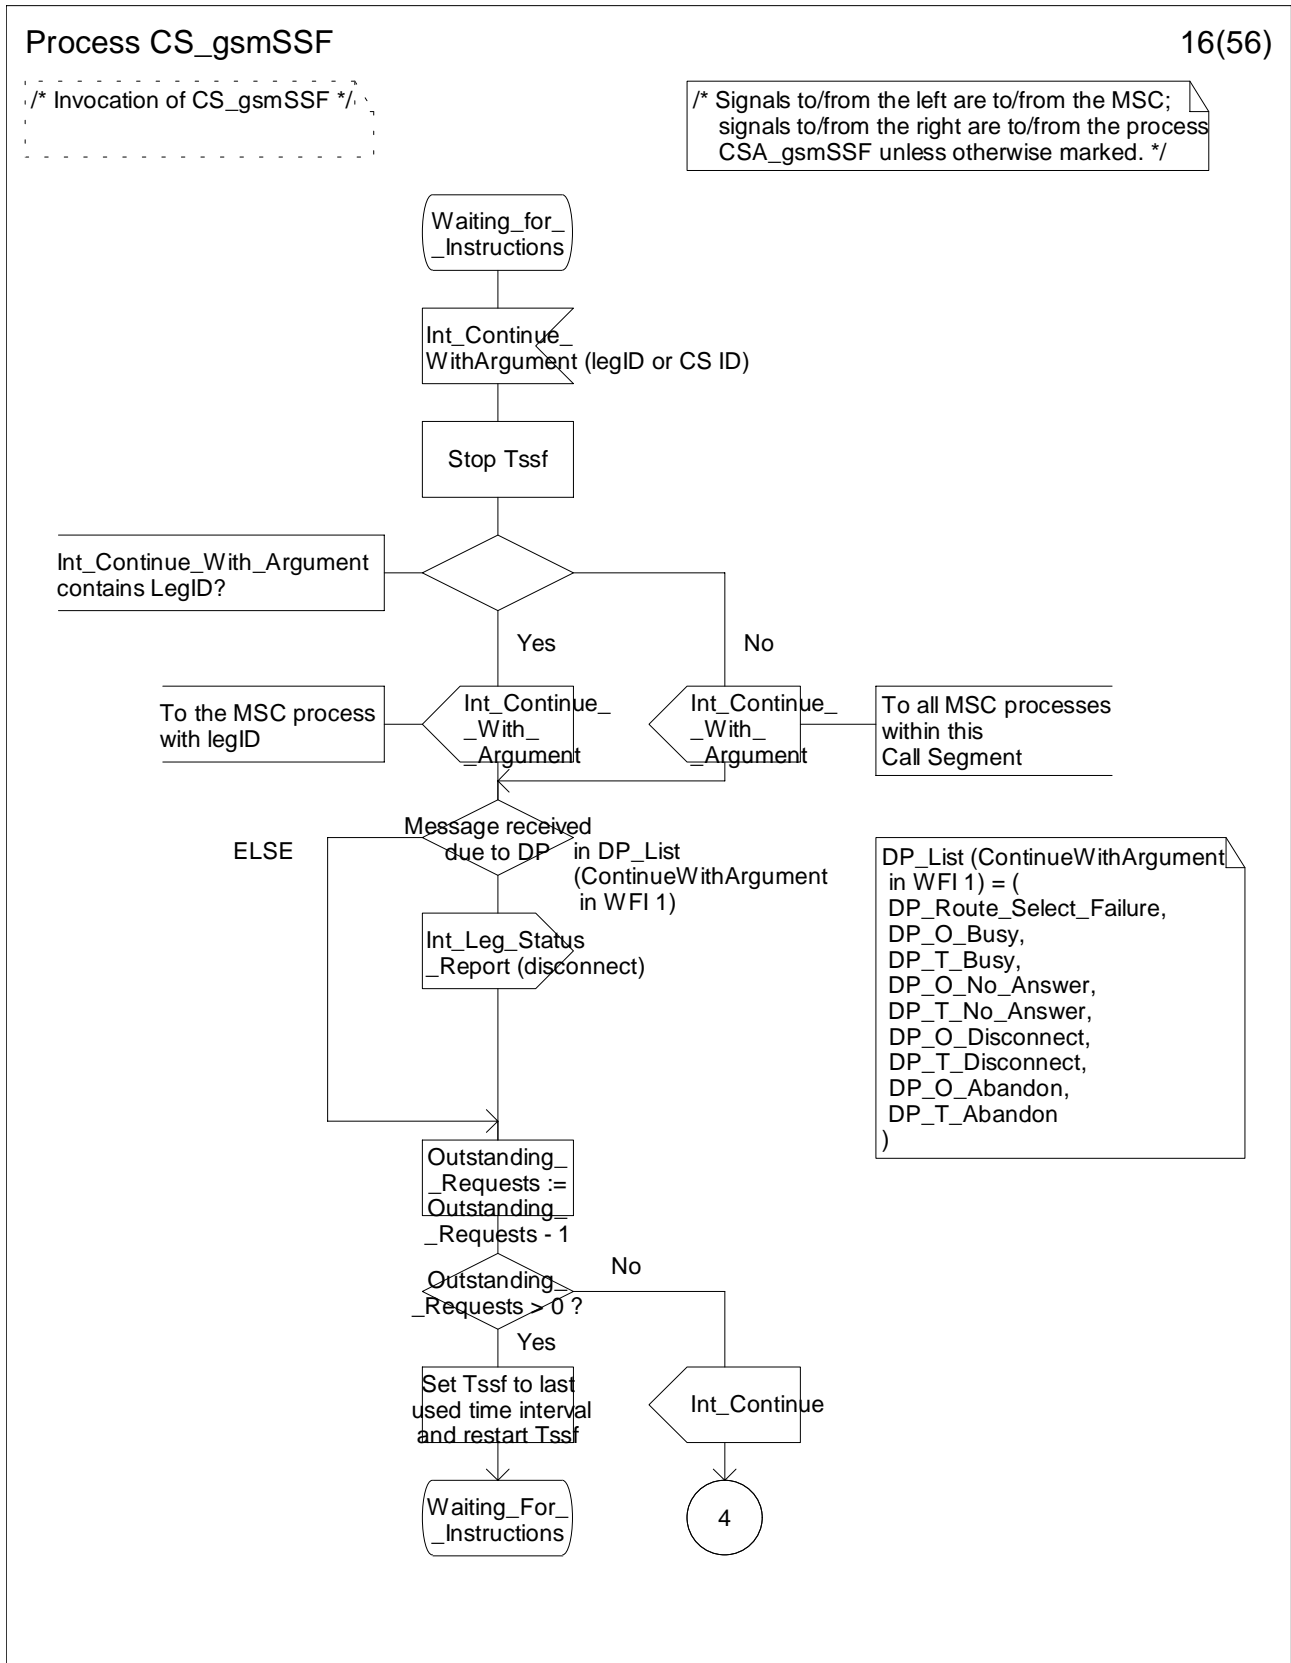 Process CS_gsmSSF
16(56)
/* Invocation of CS_gsmSSF */
/* Signals to/from the left are to/from the MSC;
signals to/from the right are to/from the process
CSA_gsmSSF unless otherwise marked. */
Waiting_for_
_Instructions
Int_Continue_
WithArgument (legID or CS ID)
Stop Tssf
Int_Continue_With_Argument
contains LegID?
Yes
No
To the MSC process
with legID
Int_Continue_
_With_
_Argument
Int_Continue_
_With_
_Argument
To all MSC processes
within this
Call Segment
Message received
due to DP
ELSE
in DP_List
(ContinueWithArgument
in WFI 1)
DP_List (ContinueWithArgument
in WFI 1) = (
DP_Route_Select_Failure,
DP_O_Busy,
DP_T_Busy,
DP_O_No_Answer,
DP_T_No_Answer,
DP_O_Disconnect,
DP_T_Disconnect,
DP_O_Abandon,
DP_T_Abandon
)
Int_Leg_Status
_Report (disconnect)
Outstanding_
_Requests :=
Outstanding_
_Requests - 1
Outstanding_
_Requests > 0 ?
No
Yes
Set Tssf to last
used time interval
and restart Tssf
Int_Continue
Waiting_For_
_Instructions
4